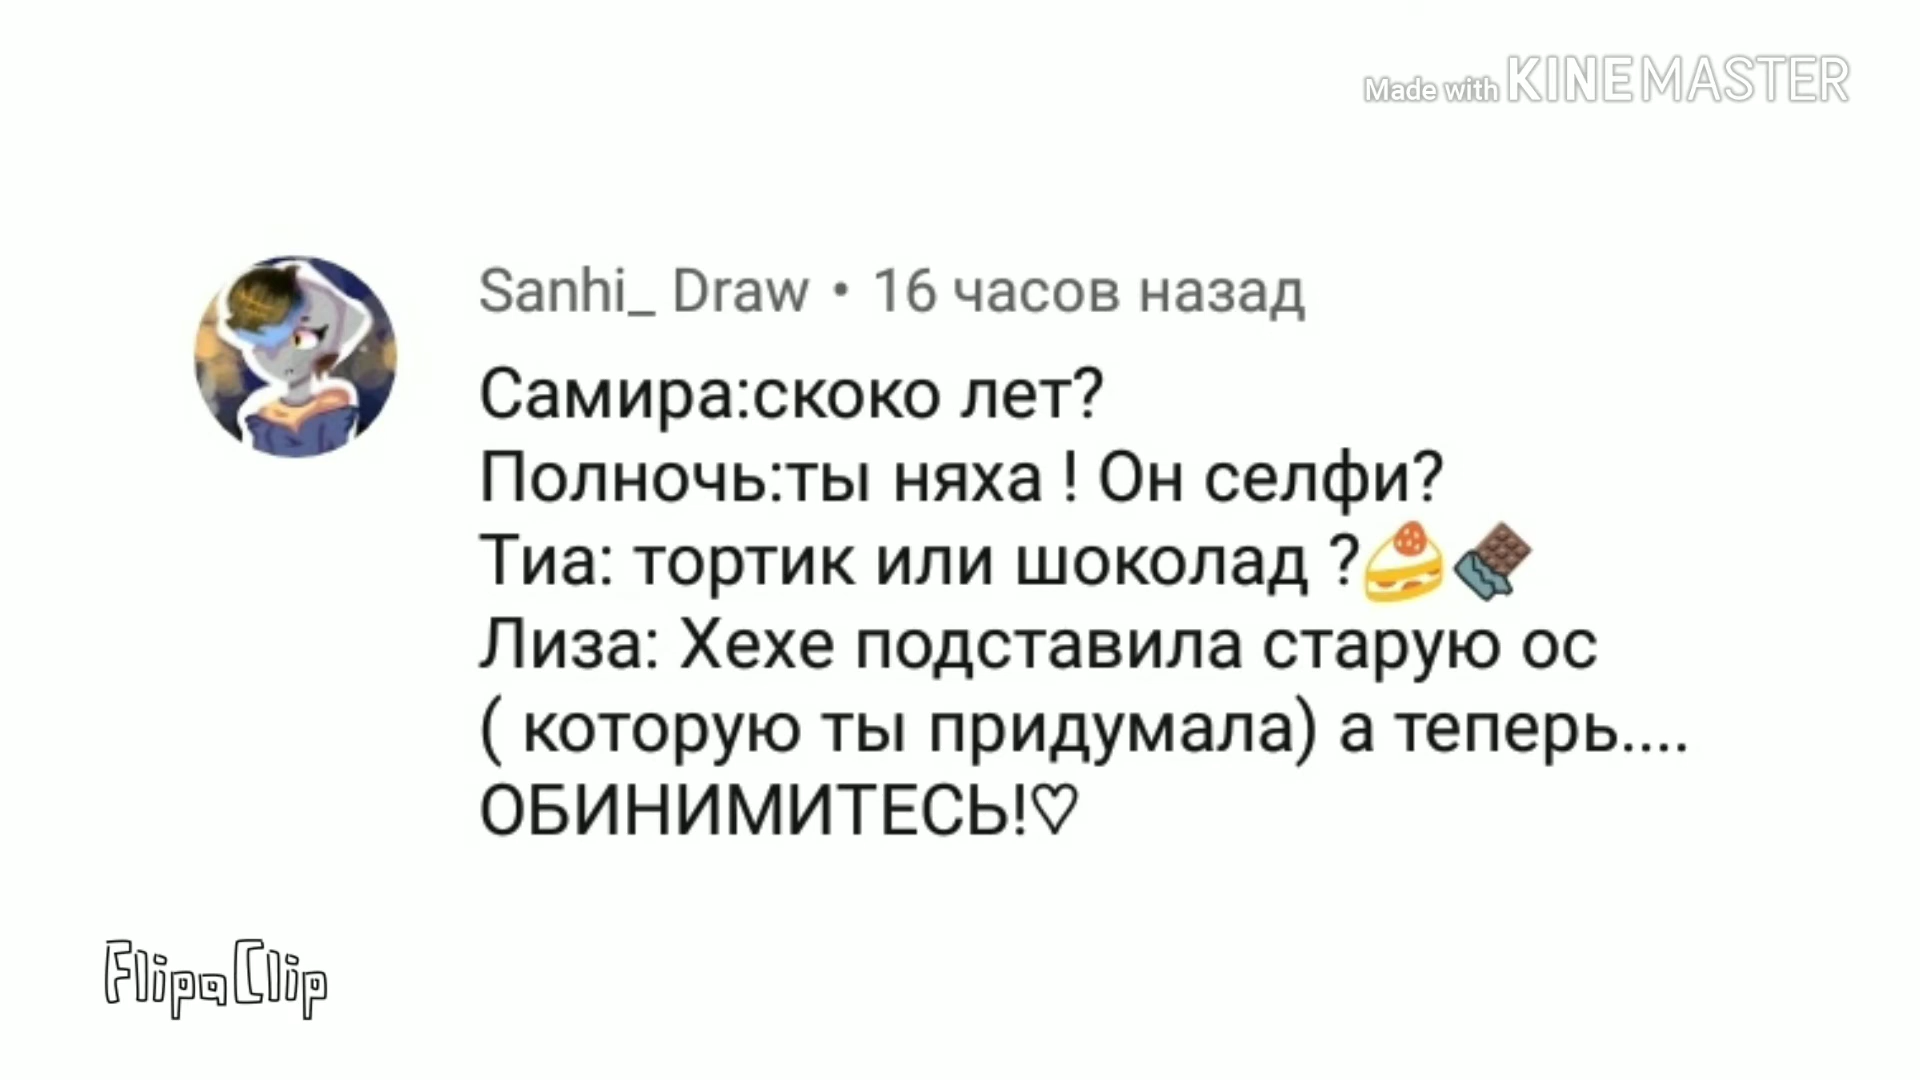 Made with KINEMASTER
Sanhi_ Draw • 16 часов назад
Самира:скоко лет?
Полночь:ты няха ! Он селфи?
Тиа: тортик или шоколад ?🍰🍫
Лиза: Хехе подставила старую ос
( которую ты придумала) а теперь....
ОБИНИМИТЕСЬ!♡
FlipaClip